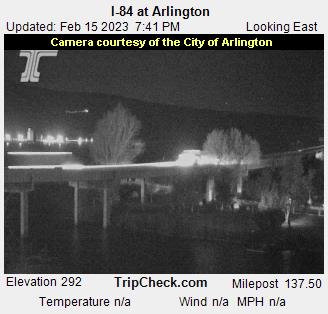 I-84 at Arlington
Updated: Feb 15 2023 7:41 PM Looking East
Camera courtesy of the City of Arlington
Elevation 292 TripCheck.com Milepost 137.50
Temperature n/a Wind n/a MPH n/a